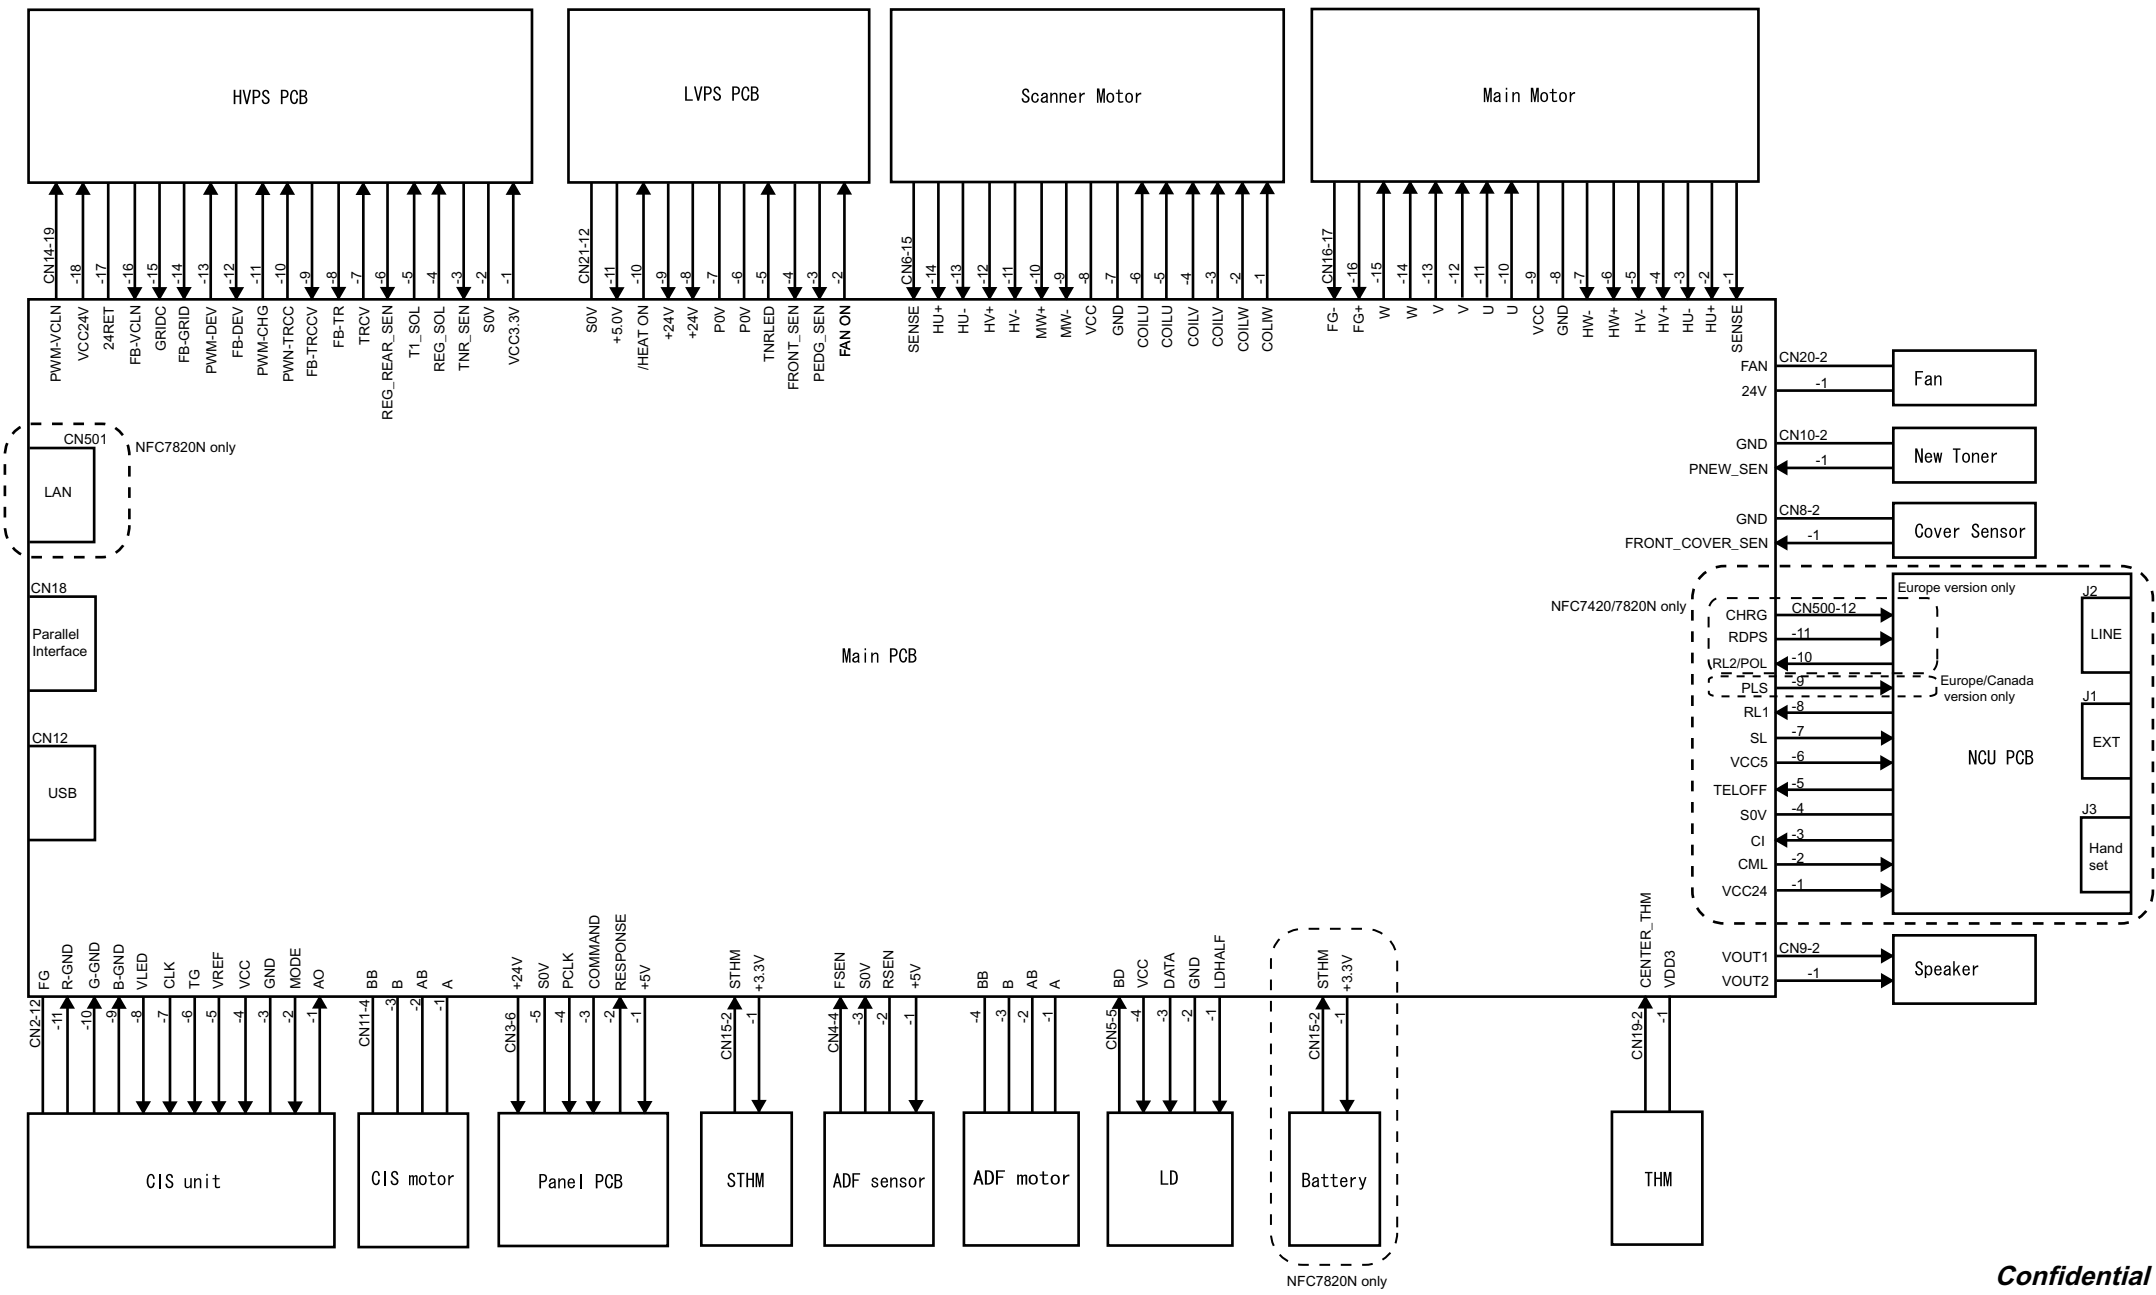 HVPS PCB
LVPS PCB
Scanner Motor
Main Motor
CN14-19
-18
-17
-16
-15
-14
-13
-12
-11
-10
-9
-8
-7
-6
-5
-4
-3
-2
-1
PWM-VCLN
VCC24V
24RET
FB-VCLN
GRIDC
FB-GRID
PWM-DEV
FB-DEV
PWM-CHG
PWN-TRCC
FB-TRCCV
FB-TR
TRCV
REG_REAR_SEN
T1_SOL
REG_SOL
TNR_SEN
S0V
VCC3.3V
CN21-12
-11
-10
-9
-8
-7
-6
-5
-4
-3
-2
S0V
+5.0V
/HEAT ON
+24V
+24V
P0V
P0V
TNRLED
FRONT_SEN
PEDG_SEN
FAN ON
CN6-15
-14
-13
-12
-11
-10
-9
-8
-7
-6
-5
-4
-3
-2
-1
SENSE
HU+
HU-
HV+
HV-
MW+
MW-
VCC
GND
COILU
COILU
COILV
COILV
COILW
COLIW
CN16-17
-16
-15
-14
-13
-12
-11
-10
-9
-8
-7
-6
-5
-4
-3
-2
-1
FG-
FG+
W
W
V
V
U
U
VCC
GND
HW-
HW+
HV-
HV+
HU-
HU+
SENSE
FAN
CN20-2
24V
-1
Fan
GND
CN10-2
PNEW_SEN
-1
New Toner
GND
CN8-2
FRONT_COVER_SEN
-1
Cover Sensor
CN501
NFC7820N only
LAN
CN18
Parallel
Interface
CN12
USB
Main PCB
NFC7420/7820N only
Europe version only
CHRG
CN500-12
RDPS
-11
RL2/POL
-10
PLS
-9
Europe/Canada
version only
RL1
-8
SL
-7
VCC5
-6
TELOFF
-5
S0V
-4
CI
-3
CML
-2
VCC24
-1
NCU PCB
J2
LINE
J1
EXT
J3
Hand
set
VOUT1
CN9-2
VOUT2
-1
Speaker
FG
R-GND
G-GND
B-GND
VLED
CLK
TG
VREF
VCC
GND
MODE
AO
CN2-12
-11
-10
-9
-8
-7
-6
-5
-4
-3
-2
-1
CIS unit
BB
B
AB
A
CN11-4
-3
-2
-1
CIS motor
+24V
S0V
PCLK
COMMAND
RESPONSE
+5V
CN3-6
-5
-4
-3
-2
-1
Panel PCB
STHM
+3.3V
CN15-2
-1
STHM
FSEN
S0V
RSEN
+5V
CN4-4
-3
-2
-1
ADF sensor
BB
B
AB
A
-4
-3
-2
-1
ADF motor
BD
VCC
DATA
GND
LDHALF
CN5-5
-4
-3
-2
-1
LD
STHM
+3.3V
CN15-2
-1
Battery
NFC7820N only
CENTER_THM
VDD3
CN19-2
-1
THM
Confidential